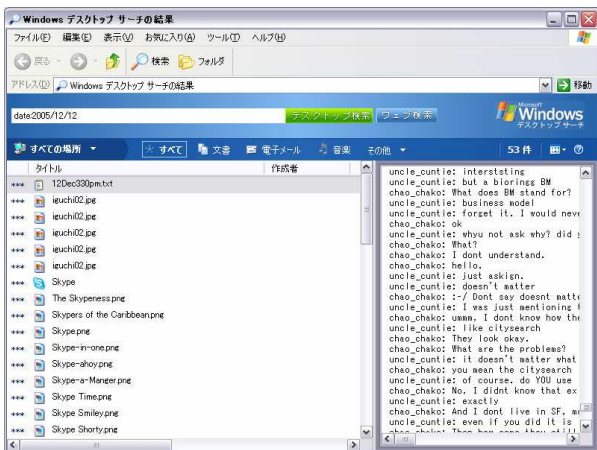 Windows デスクトップ サーチの結果
ファイル(F) 編集(E) 表示(V) お気に入り(A) ツール(T) ヘルプ(H)
戻る 検索 フォルダ
アドレス(D) Windows デスクトップ サーチの結果 移動
date:2005/12/12 デスクトップ検索 ウェブ検索 Microsoft Windows デスクトップ サーチ
すべての場所 すべて 文書 電子メール 音楽 その他 53 件
タイトル 作成者
12Dec330pm.txt
iguchi02.jpg
iguchi02.jpg
iguchi02.jpg
iguchi02.jpg
Skype
The Skypeness.png
Skypers of the Caribbean.png
Skype.png
Skype-in-one.png
Skype-ahoy.png
Skype-a-Manger.png
Skype Time.png
Skype Smiley.png
Skype Shorty.png
uncle_cuntie: interststing
uncle_cuntie: but a bioringg BM
chao_chako: What does BM stand for?
uncle_cuntie: business model
uncle_cuntie: forget it. I would neve
chao_chako: ok
uncle_cuntie: whyu not ask why? did y
chao_chako: What?
chao_chako: I dont understand.
chao_chako: hello.
uncle_cuntie: just askign.
uncle_cuntie: doesn't matter
chao_chako: :-/ Dont say doesnt matte
uncle_cuntie: I was just mentioning t
chao_chako: umnm, I dont know how the
uncle_cuntie: like citysearch
chao_chako: They look okay.
chao_chako: What are the problems?
uncle_cuntie: it doesn't matter what
chao_chako: you mean the citysearch
uncle_cuntie: of course. do YOU use
chao_chako: No, I didnt know that ex
uncle_cuntie: exactly
chao_chako: And I dont live in SF, m
uncle_cuntie: even if you did it is